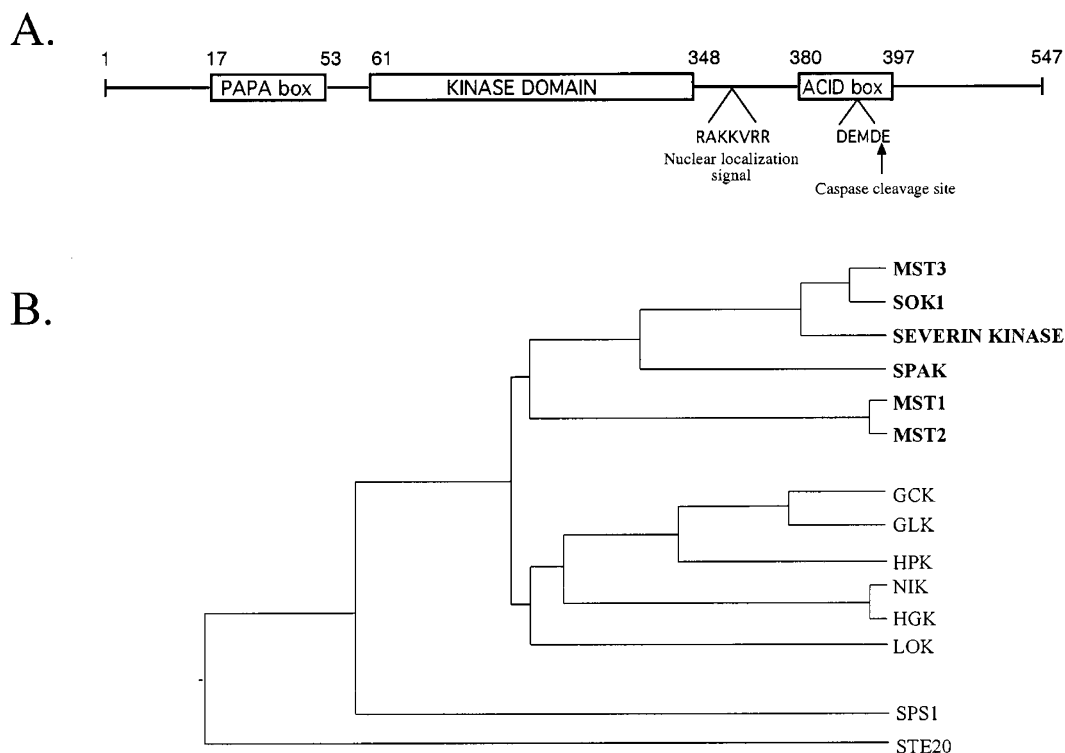 A.
1 17 53 61 348 380 397 547
PAPA box KINASE DOMAIN ACID box
RAKKVRR DEMDE
Nuclear localization
signal
Caspase cleavage site
B.
MST3
SOK1
SEVERIN KINASE
SPAK
MST1
MST2
GCK
GLK
HPK
NIK
HGK
LOK
SPS1
STE20